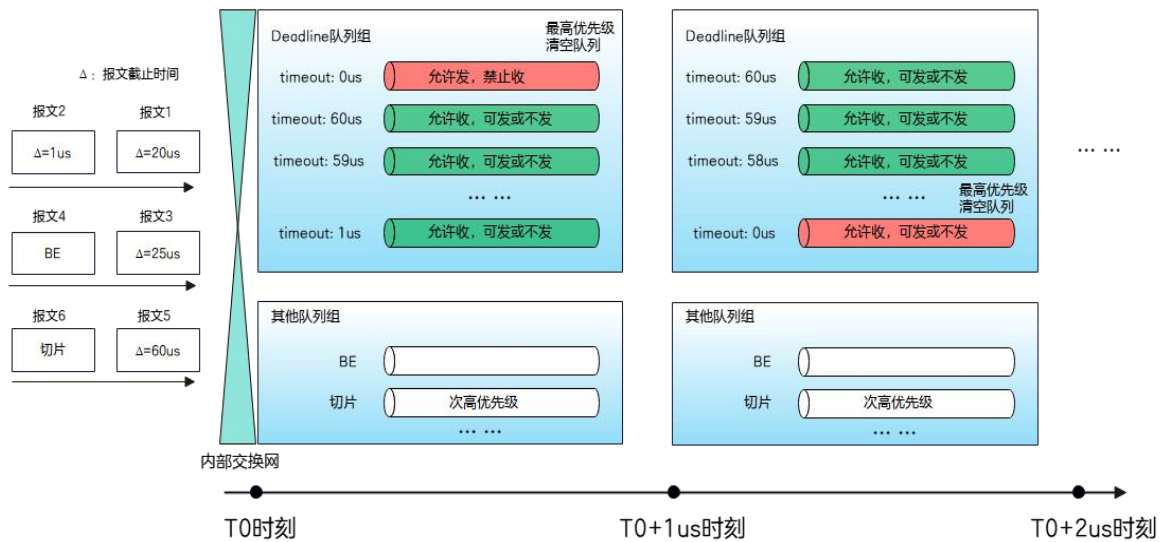 Δ：报文截止时间
报文2
报文1
Δ=1us
Δ=20us
报文4
报文3
BE
Δ=25us
报文6
报文5
切片
Δ=60us
内部交换网
Deadline队列组
最高优先级
清空队列
timeout: 0us
允许发，禁止收
timeout: 60us
允许收，可发或不发
timeout: 59us
允许收，可发或不发
... ...
timeout: 1us
允许收，可发或不发
其他队列组
BE
切片
次高优先级
... ...
Deadline队列组
timeout: 60us
允许收，可发或不发
timeout: 59us
允许收，可发或不发
timeout: 58us
允许收，可发或不发
... ...
最高优先级
清空队列
timeout: 0us
允许收，可发或不发
其他队列组
BE
切片
次高优先级
... ...
... ...
T0时刻
T0+1us时刻
T0+2us时刻